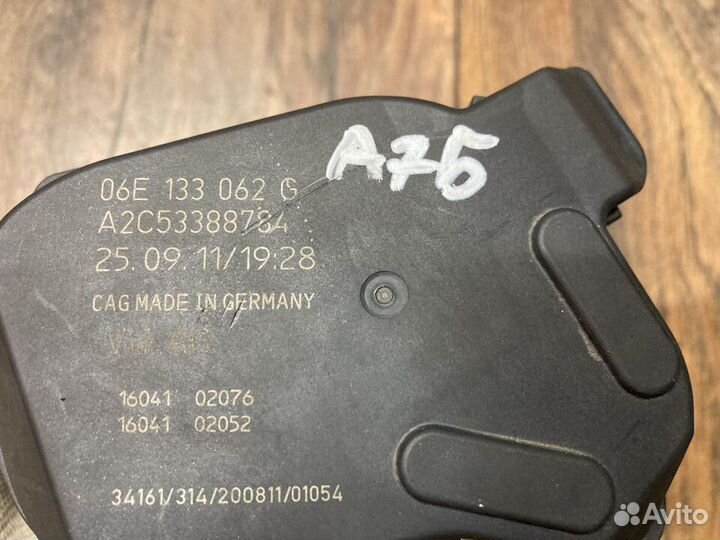 A76
06E 133 062 G
A2C53388784
25.09.11/19:28
CAG MADE IN GERMANY
16041 02076
16041 02052
34161/314/200811/01054
Avito